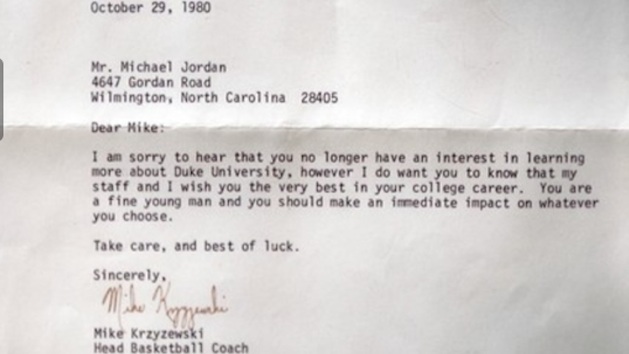 October 29, 1980
Mr. Michael Jordan
4647 Gordan Road
Wilmington, North Carolina 28405
Dear Mike:
I am sorry to hear that you no longer have an interest in learning
more about Duke University, however I do want you to know that my
staff and I wish you the very best in your college career. You are
a fine young man and you should make an immediate impact on whatever
you choose.
Take care, and best of luck.
Sincerely,
Mike Krzyzewski
Mike Krzyzewski
Head Basketball Coach